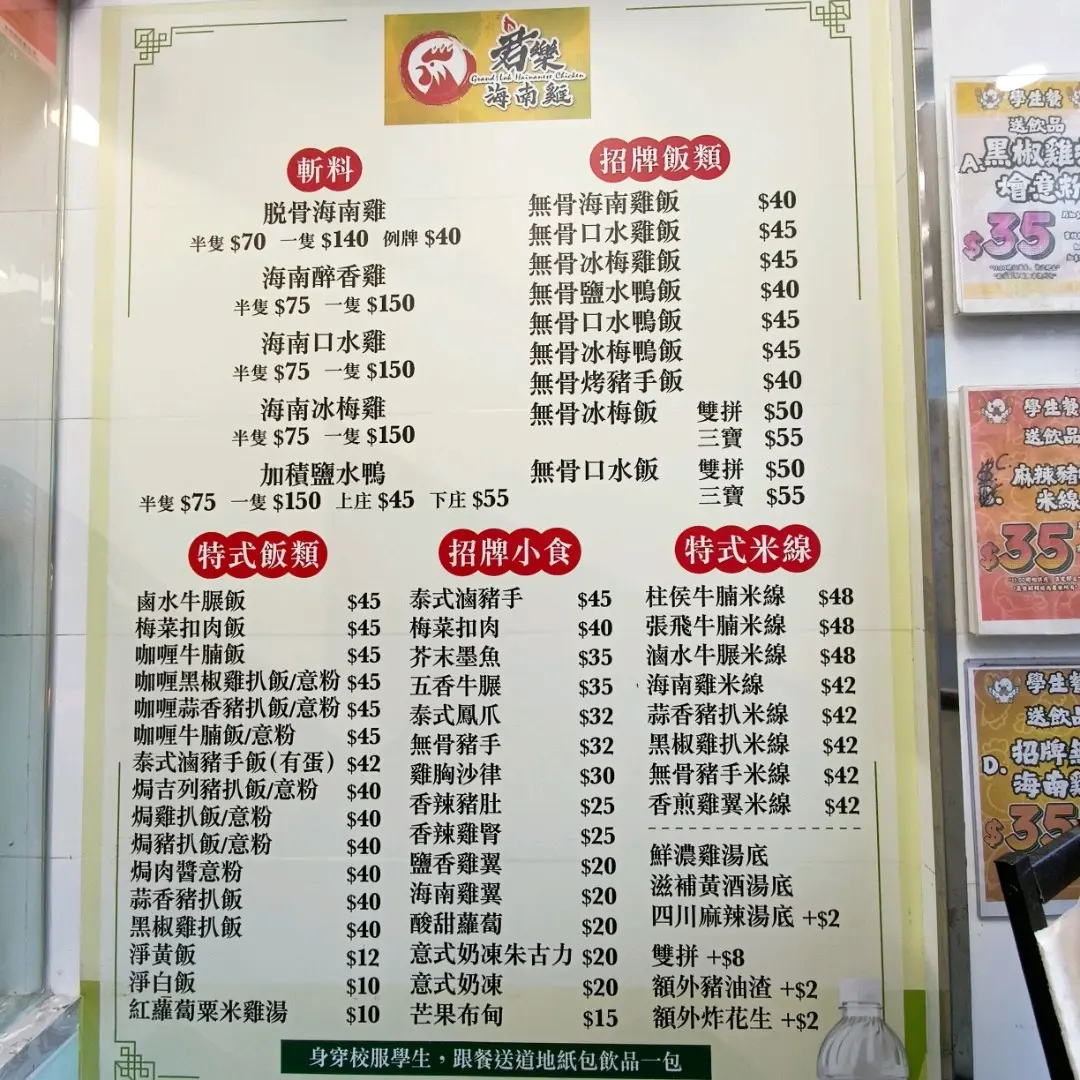 君樂
Grand Lok Hainanese Chicken
海南雞
斬料
脱骨海南雞
半隻 $70 一隻 $140 例牌 $40
海南醉香雞
半隻 $75 一隻 $150
海南口水雞
半隻 $75 一隻 $150
海南冰梅雞
半隻 $75 一隻 $150
加積鹽水鴨
半隻 $75 一隻 $150 上庄 $45 下庄 $55
招牌飯類
無骨海南雞飯 $40
無骨口水雞飯 $45
無骨冰梅雞飯 $45
無骨鹽水鴨飯 $40
無骨口水鴨飯 $45
無骨冰梅鴨飯 $45
無骨烤豬手飯 $40
無骨冰梅飯 雙拼 $50
三寶 $55
無骨口水飯 雙拼 $50
三寶 $55
特式飯類
鹵水牛𦟌飯 $45
梅菜扣肉飯 $45
咖喱牛腩飯 $45
咖喱黑椒雞扒飯/意粉 $45
咖喱蒜香豬扒飯/意粉 $45
咖喱牛腩飯/意粉 $45
泰式滷豬手飯(有蛋) $42
焗吉列豬扒飯/意粉 $40
焗雞扒飯/意粉 $40
焗豬扒飯/意粉 $40
焗肉醬意粉 $40
蒜香豬扒飯 $40
黑椒雞扒飯 $40
淨黃飯 $12
淨白飯 $10
紅蘿蔔粟米雞湯 $10
招牌小食
泰式滷豬手 $45
梅菜扣肉 $40
芥末墨魚 $35
五香牛𦟌 $35
泰式鳳爪 $32
無骨豬手 $32
雞胸沙律 $30
香辣豬肚 $25
香辣雞腎 $25
鹽香雞翼 $20
海南雞翼 $20
酸甜蘿蔔 $20
意式奶凍朱古力 $20
意式奶凍 $20
芒果布甸 $15
特式米線
柱侯牛腩米線 $48
張飛牛腩米線 $48
滷水牛𦟌米線 $48
海南雞米線 $42
蒜香豬扒米線 $42
黑椒雞扒米線 $42
無骨豬手米線 $42
香煎雞翼米線 $42
鮮濃雞湯底
滋補黃酒湯底
四川麻辣湯底 +$2
雙拼 +$8
額外豬油渣 +$2
額外炸花生 +$2
身穿校服學生，跟餐送道地紙包飲品一包
學生餐
送飲品
A.黑椒雞
燴意粉
$35
學生餐
送飲品
麻辣豬
米線
$35
學生餐
送飲品
D.招牌無
海南雞
$35